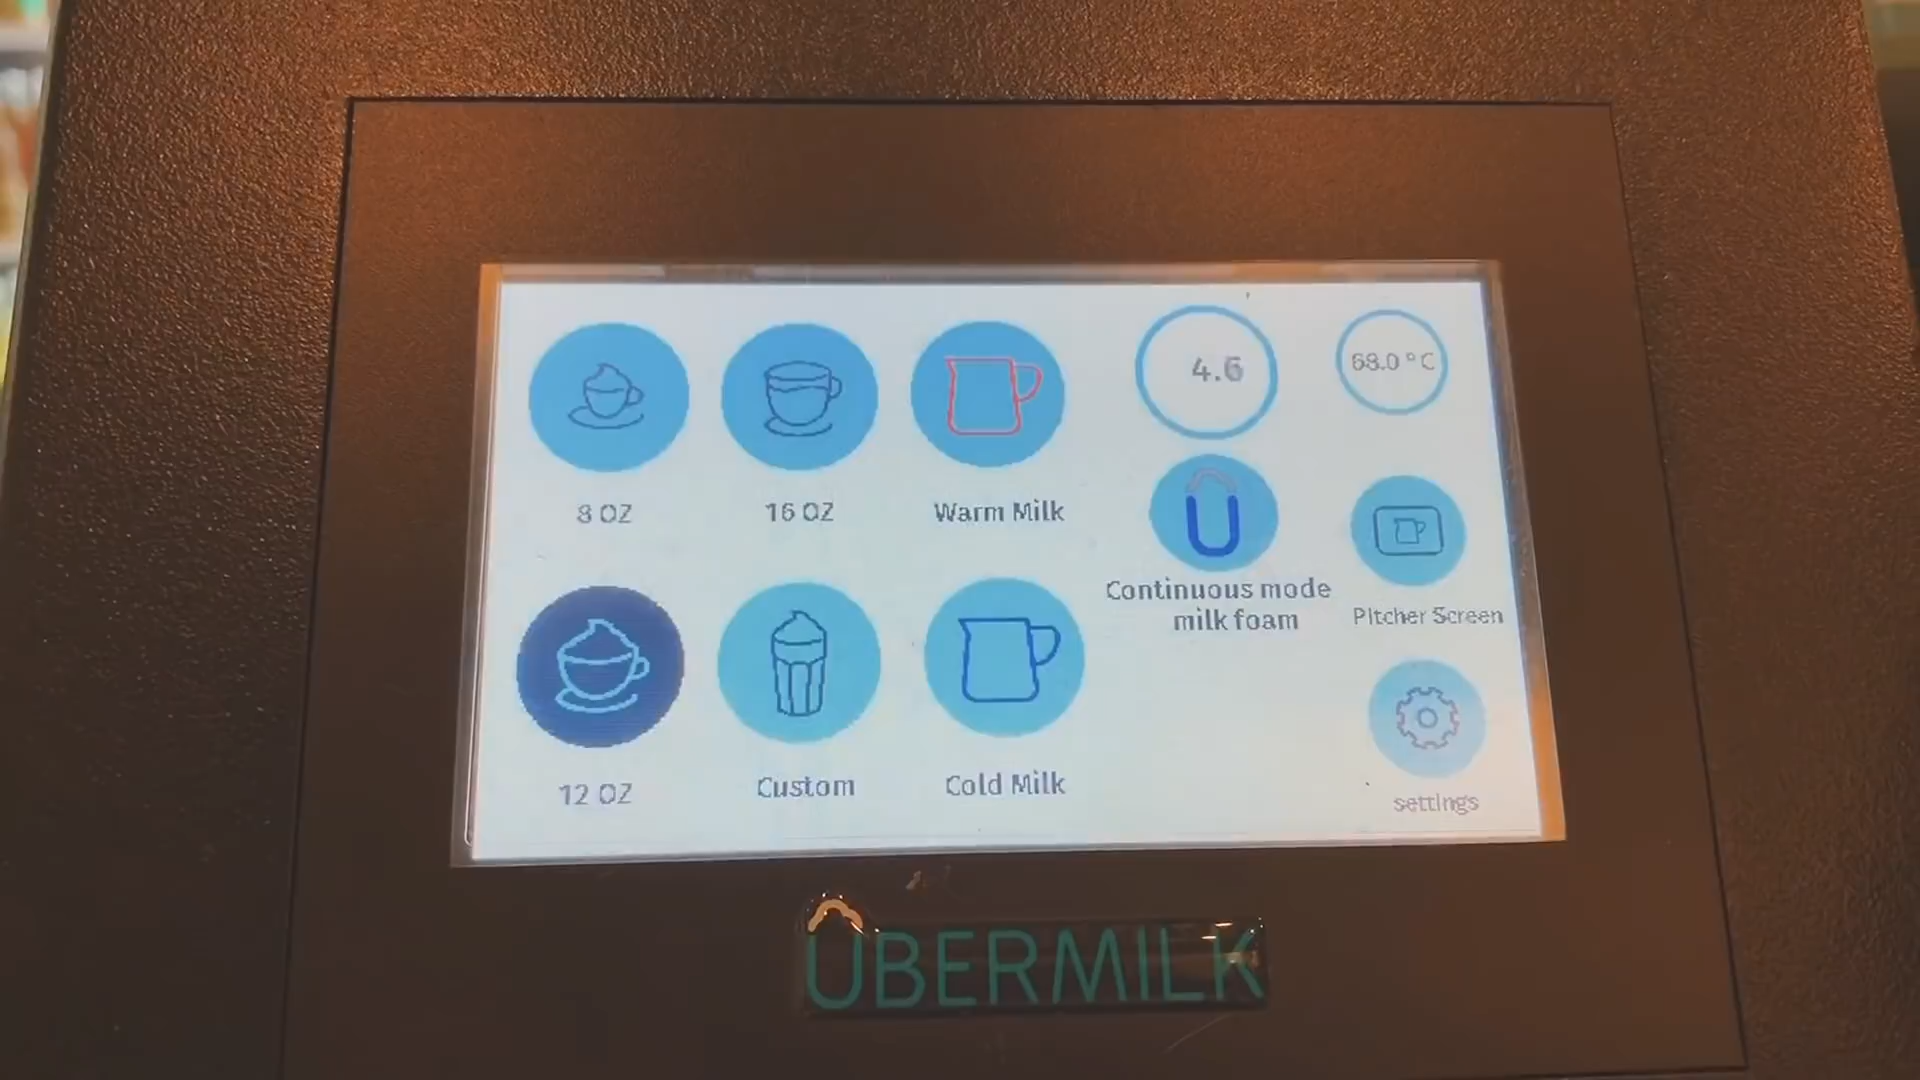 4.6
68.0 °C
8 OZ
16 OZ
Warm Milk
Continuous mode
milk foam
Pitcher Screen
12 OZ
Custom
Cold Milk
settings
ÜBERMILK